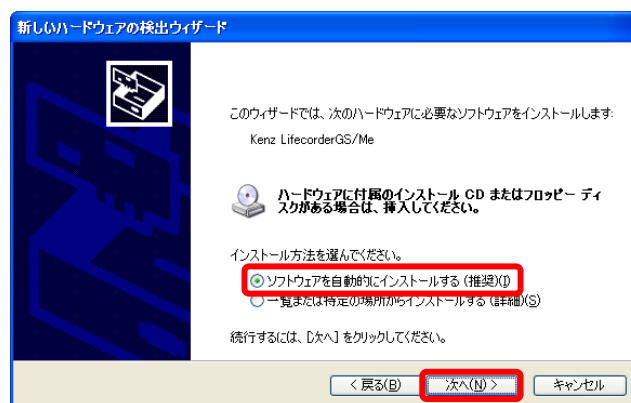 新しいハードウェアの検出ウィザード
このウィザードでは、次のハードウェアに必要なソフトウェアをインストールします:
Kenz LifecorderGS/Me
ハードウェアに付属のインストール CD またはフロッピー ディ
スクがある場合は、挿入してください。
インストール方法を選んでください。
ソフトウェアを自動的にインストールする (推奨)(I)
一覧または特定の場所からインストールする (詳細)(S)
続行するには、[次へ] をクリックしてください。
< 戻る(B) 次へ(N) > キャンセル